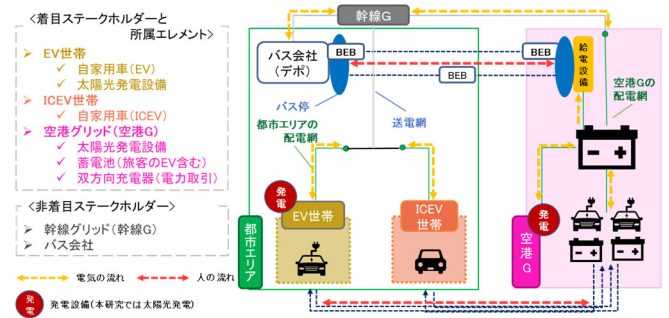 <着目ステークホルダーと
所属エレメント>
➢ EV世帯
✓ 自家用車(EV)
✓ 太陽光発電設備
➢ ICEV世帯
✓ 自家用車(ICEV)
➢ 空港グリッド(空港G)
✓ 太陽光発電設備
✓ 蓄電池(旅客のEV含む)
✓ 双方向充電器(電力取引)
<非着目ステークホルダー>
➢ 幹線グリッド(幹線G)
➢ バス会社
電気の流れ
人の流れ
発電
発電設備(本研究では太陽光発電)
幹線G
バス会社
(デポ)
BEB
BEB
BEB
給電設備
空港Gの
配電網
バス停
送電網
都市エリアの
配電網
発電
EV世帯
ICEV
世帯
都市エリア
発電
空港G